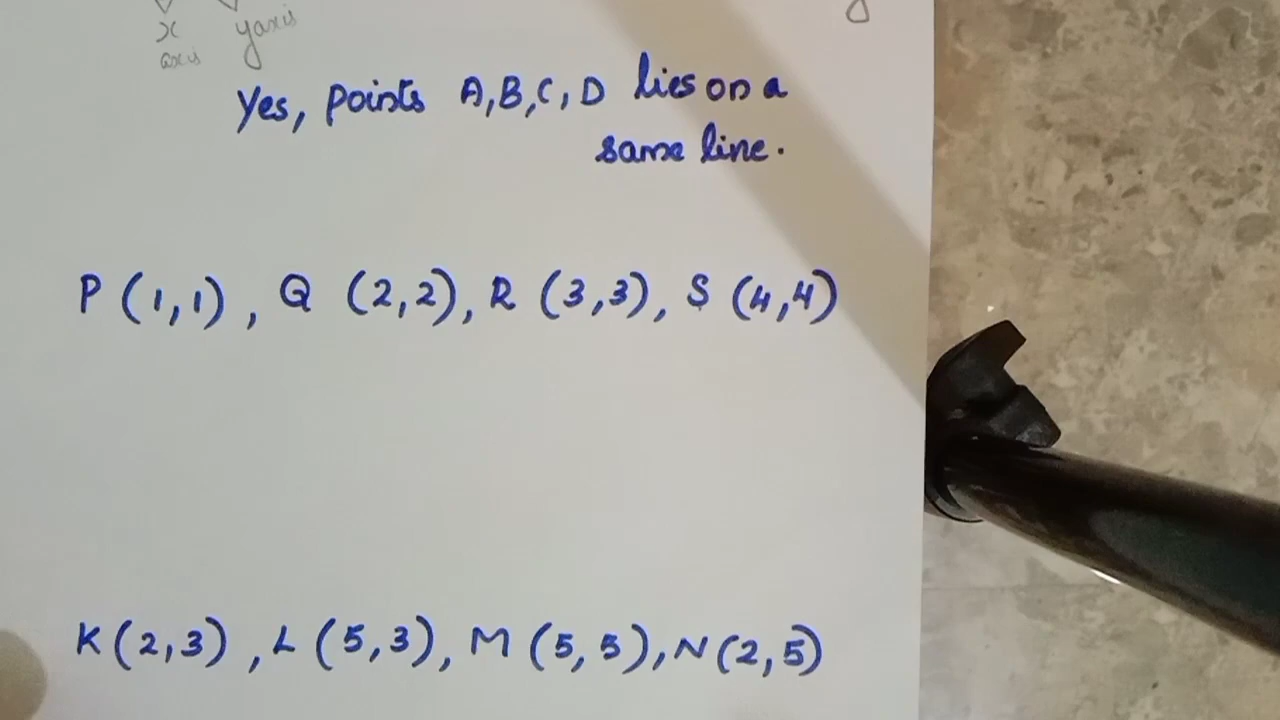 x yaxis
axis
Yes, points A,B,C,D lies on a
same line.
P (1,1), Q (2,2), R (3,3), S (4,4)
K(2,3), L (5,3), M (5,5), N(2,5)